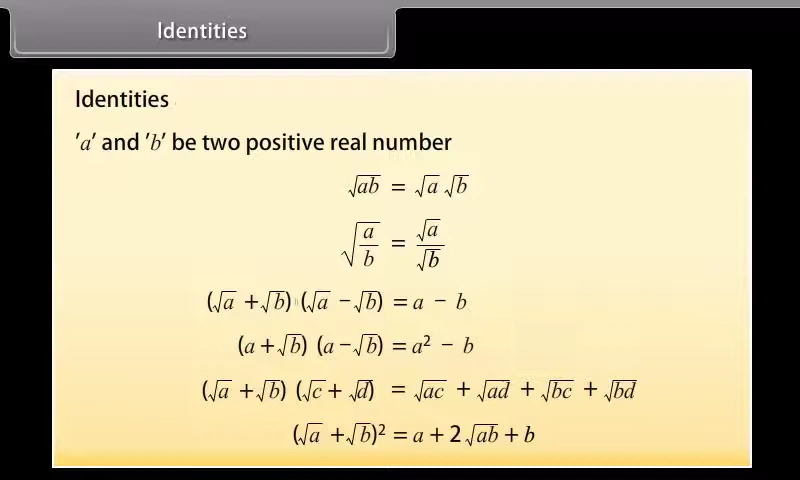 Identities
Identities
'a' and 'b' be two positive real number
√ab = √a √b
√(a/b) = √a/√b
(√a + √b) (√a − √b) = a − b
(a + √b) (a − √b) = a² − b
(√a + √b) (√c + √d) = √ac + √ad + √bc + √bd
(√a + √b)² = a + 2√ab + b